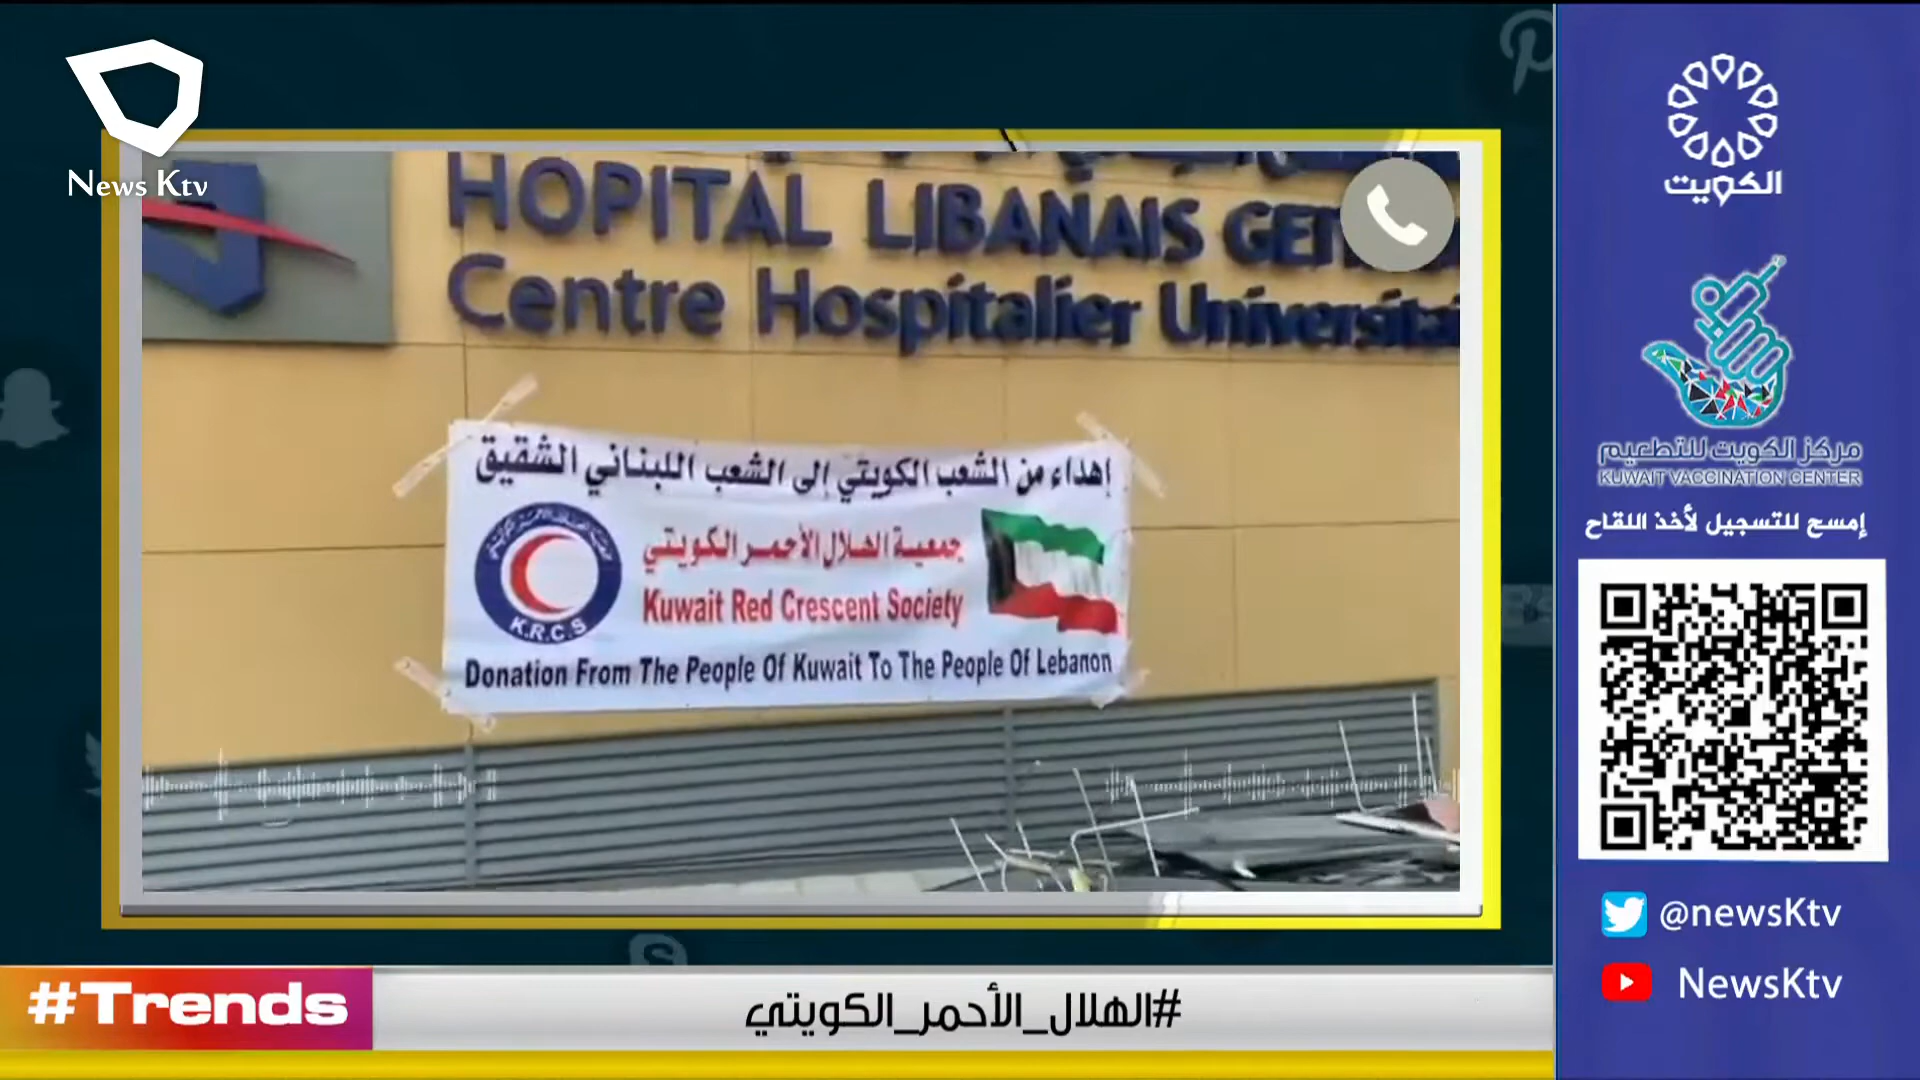 News Ktv
HOPITAL LIBANAIS
Centre Hospitalier
إهداء من الشعب الكويتي إلى الشعب اللبناني الشقيق
جمعية الهلال الأحمر الكويتي
Kuwait Red Crescent Society
K.R.C.S
Donation From The People Of Kuwait To The People Of Lebanon
#Trends
#الهلال_الأحمر_الكويتي
الكويت
مركز الكويت للتطعيم
KUWAIT VACCINATION CENTER
إمسح للتسجيل لأخذ اللقاح
@newsKtv
NewsKtv